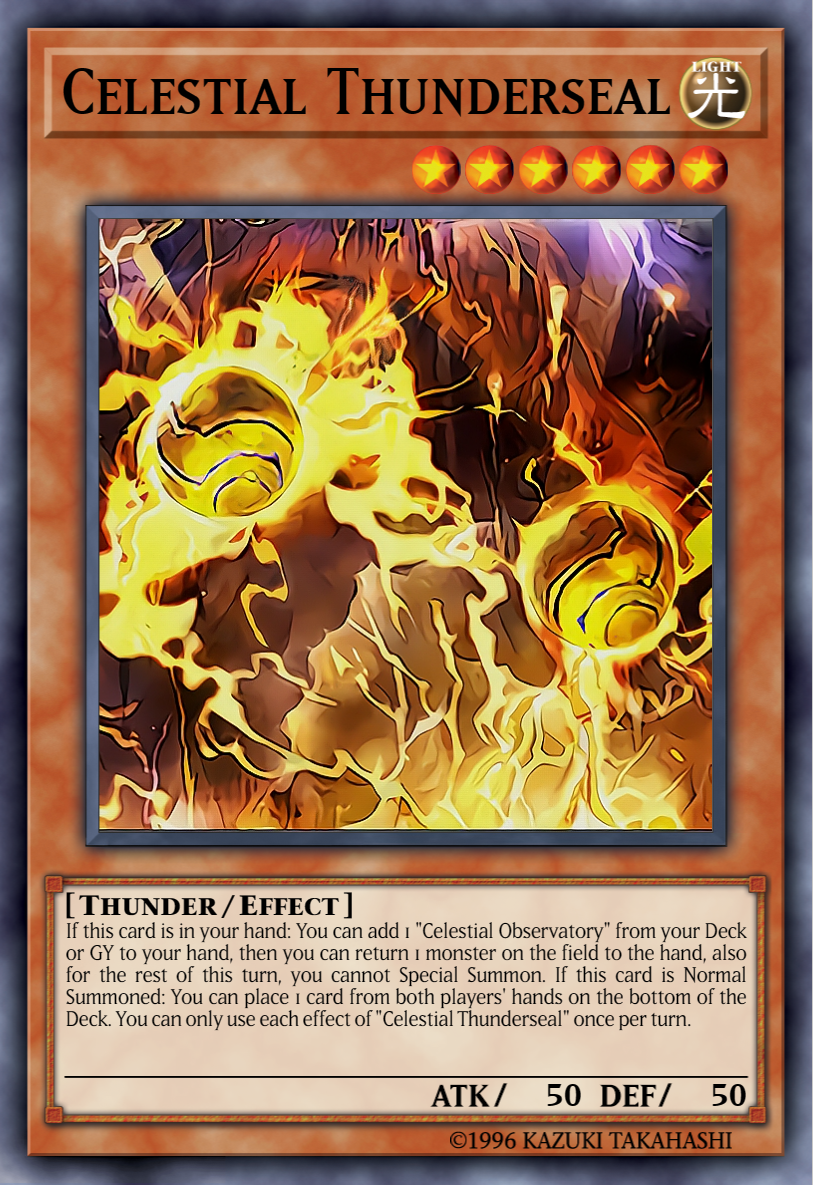 Celestial Thunderseal
LIGHT
光
[Thunder/Effect]
If this card is in your hand: You can add 1 "Celestial Observatory" from your Deck
or GY to your hand, then you can return 1 monster on the field to the hand, also
for the rest of this turn, you cannot Special Summon. If this card is Normal
Summoned: You can place 1 card from both players' hands on the bottom of the
Deck. You can only use each effect of "Celestial Thunderseal" once per turn.
ATK/ 50 DEF/ 50
©1996 KAZUKI TAKAHASHI